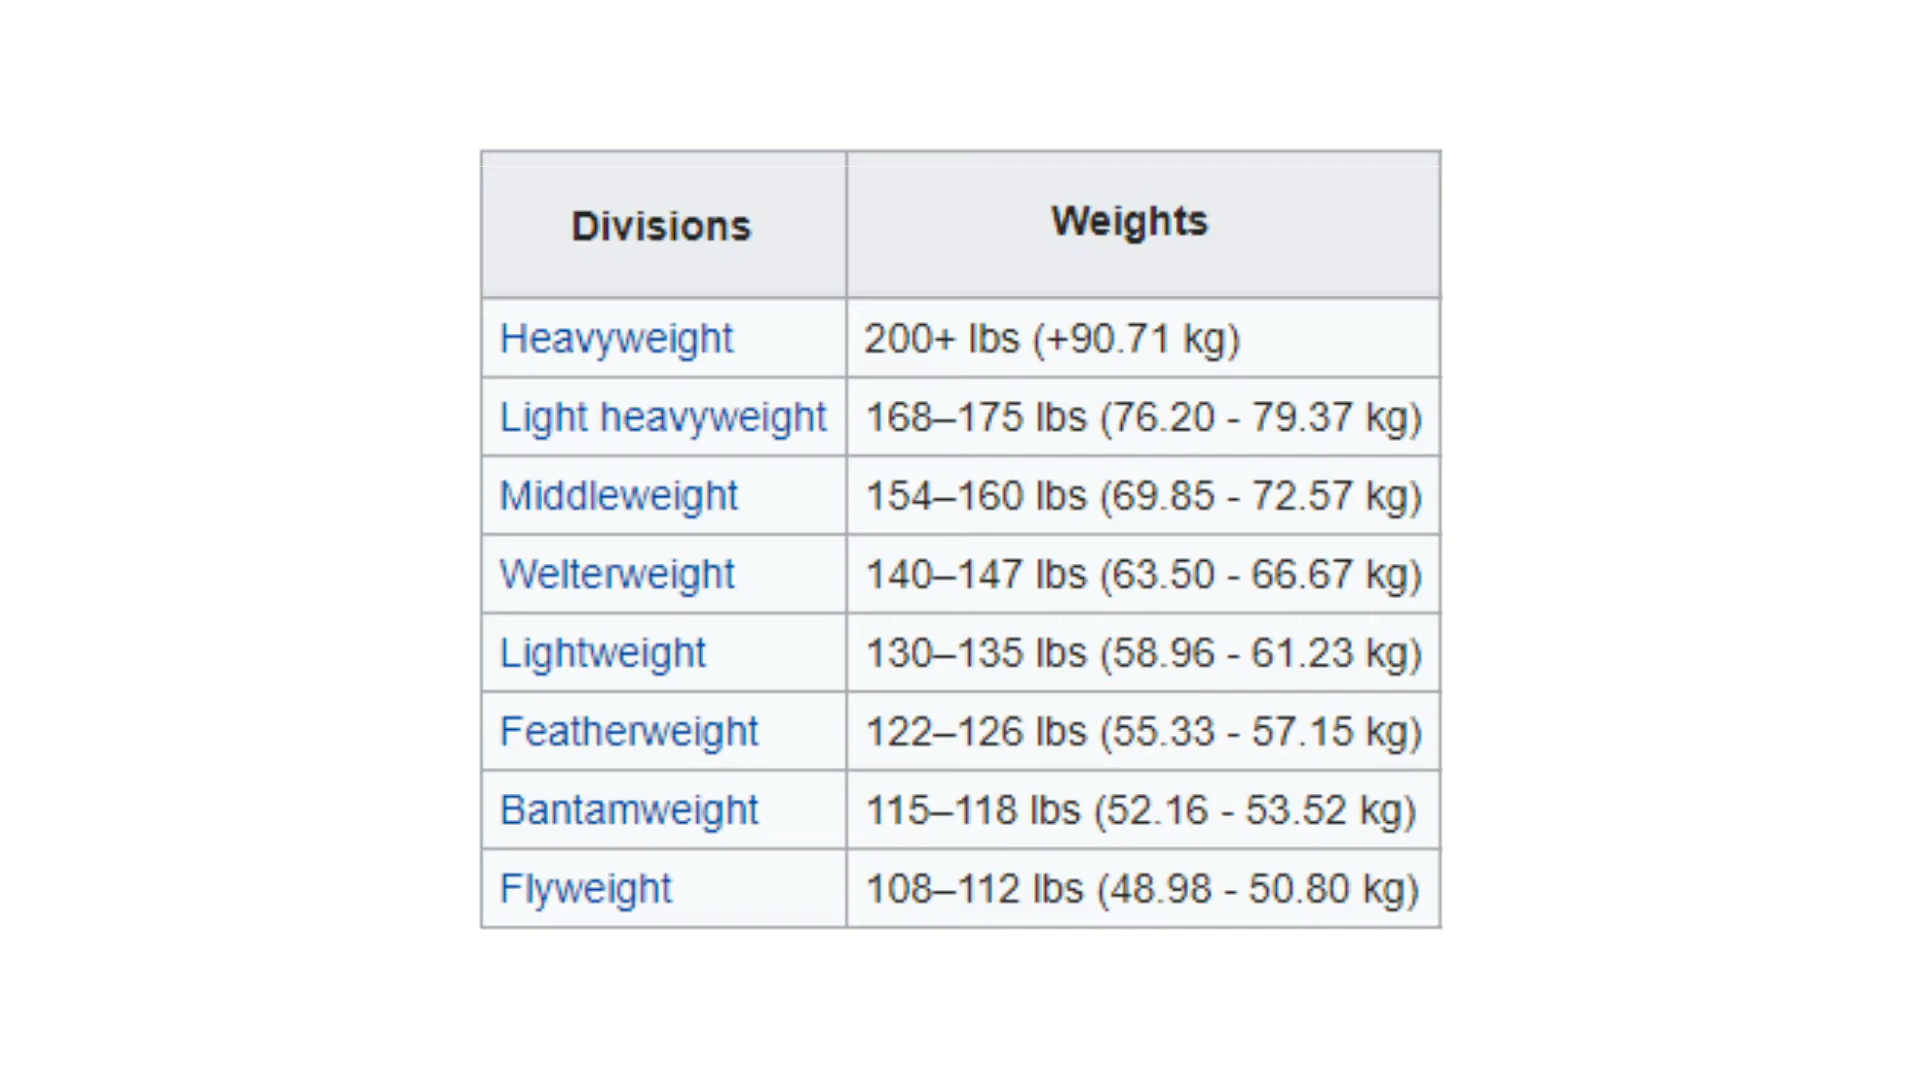 Divisions Weights
Heavyweight 200+ lbs (+90.71 kg)
Light heavyweight 168–175 lbs (76.20 - 79.37 kg)
Middleweight 154–160 lbs (69.85 - 72.57 kg)
Welterweight 140–147 lbs (63.50 - 66.67 kg)
Lightweight 130–135 lbs (58.96 - 61.23 kg)
Featherweight 122–126 lbs (55.33 - 57.15 kg)
Bantamweight 115–118 lbs (52.16 - 53.52 kg)
Flyweight 108–112 lbs (48.98 - 50.80 kg)